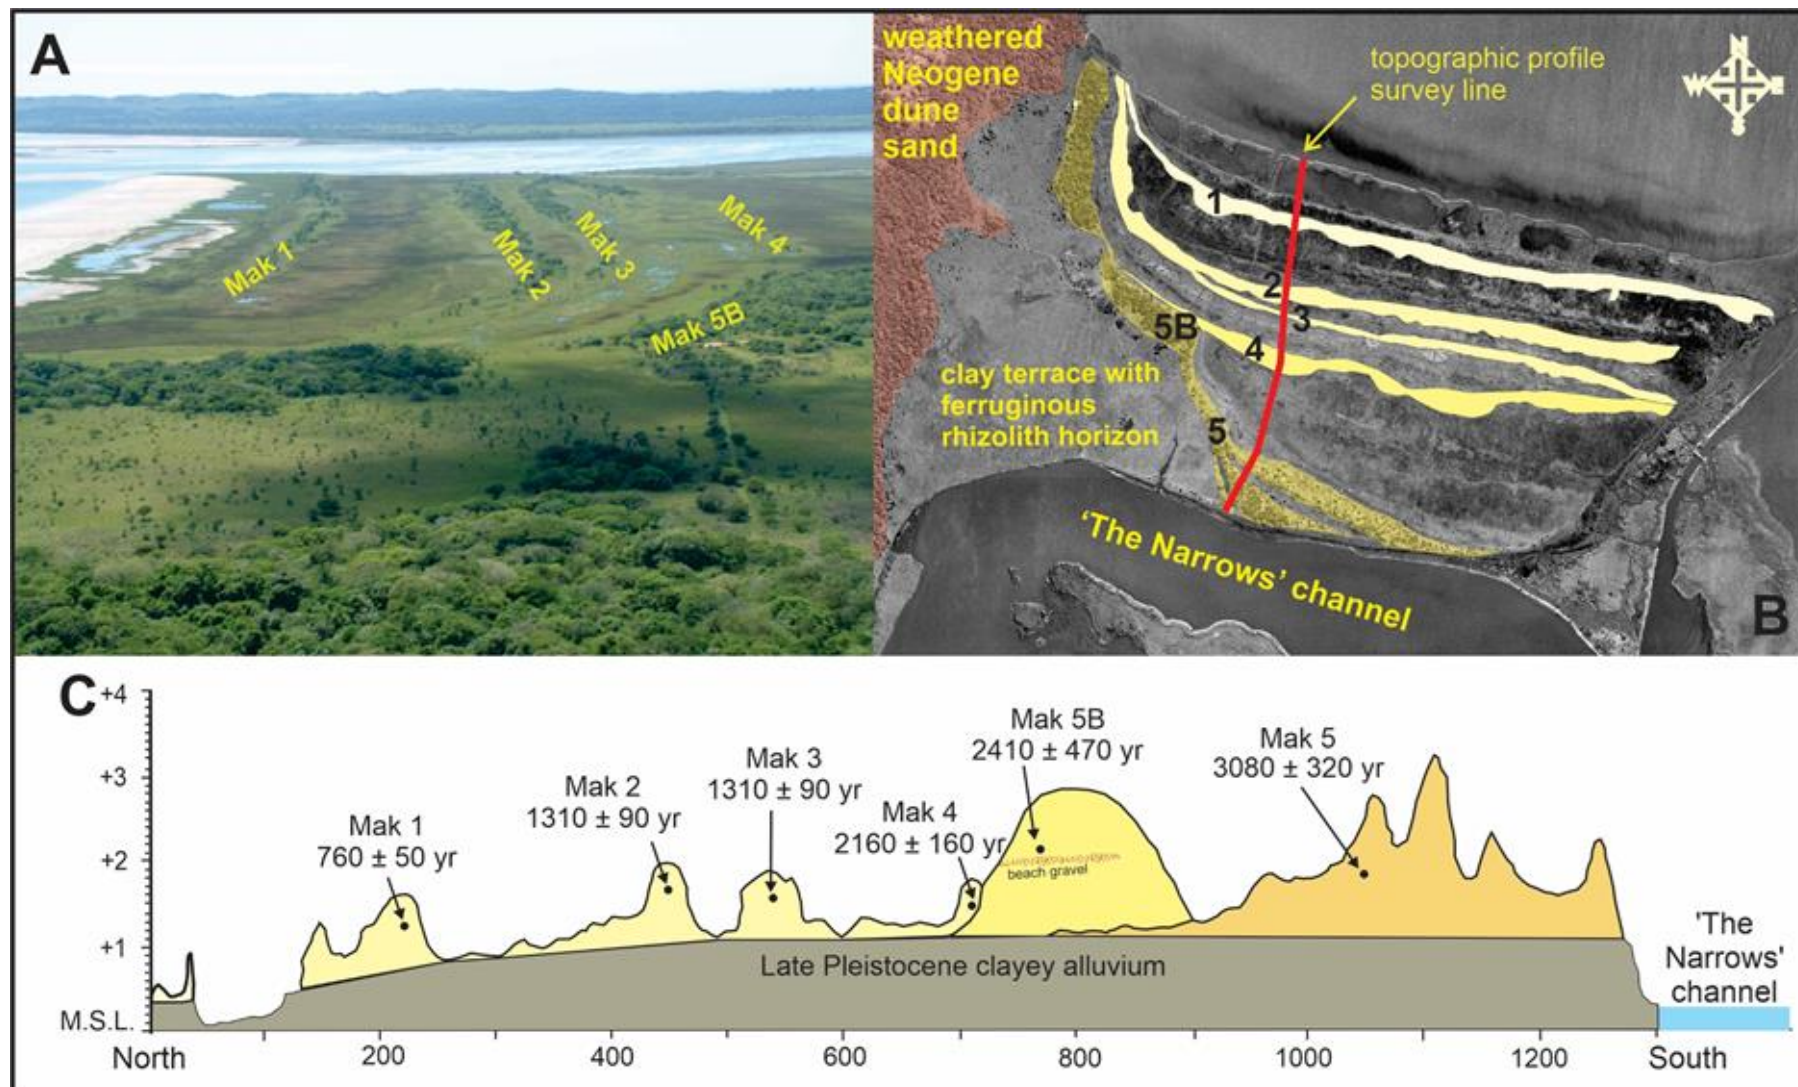 A
Mak 1
Mak 2
Mak 3
Mak 4
Mak 5B
weathered
Neogene
dune
sand
topographic profile
survey line
N
W E
S
1
2
3
5B
4
clay terrace with
ferruginous
rhizolith horizon
5
'The Narrows' channel
B
C
+4
+3
+2
+1
M.S.L.
Mak 1
760 ± 50 yr
Mak 2
1310 ± 90 yr
Mak 3
1310 ± 90 yr
Mak 4
2160 ± 160 yr
Mak 5B
2410 ± 470 yr
beach gravel
Mak 5
3080 ± 320 yr
Late Pleistocene clayey alluvium
'The
Narrows'
channel
North 200 400 600 800 1000 1200 South